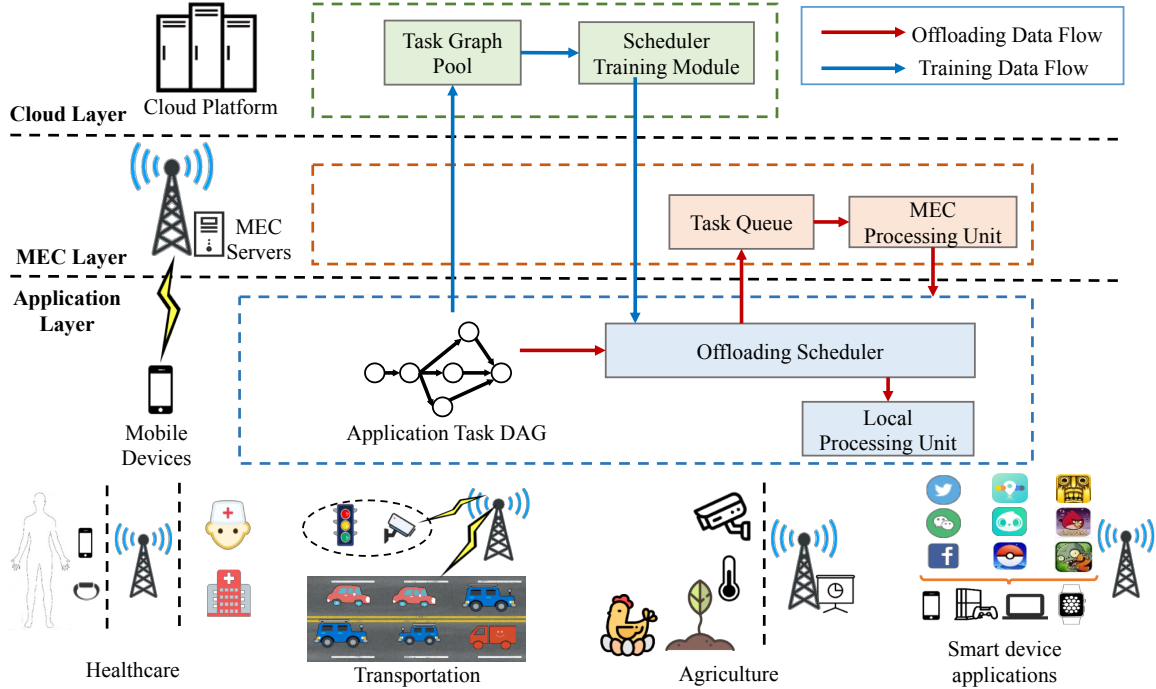 Task Graph
Pool
Scheduler
Training Module
Offloading Data Flow
Training Data Flow
Cloud Platform
Cloud Layer
MEC
Servers
Task Queue
MEC
Processing Unit
MEC Layer
Application
Layer
Offloading Scheduler
Application Task DAG
Local
Processing Unit
Mobile
Devices
Healthcare
Transportation
Agriculture
Smart device
applications